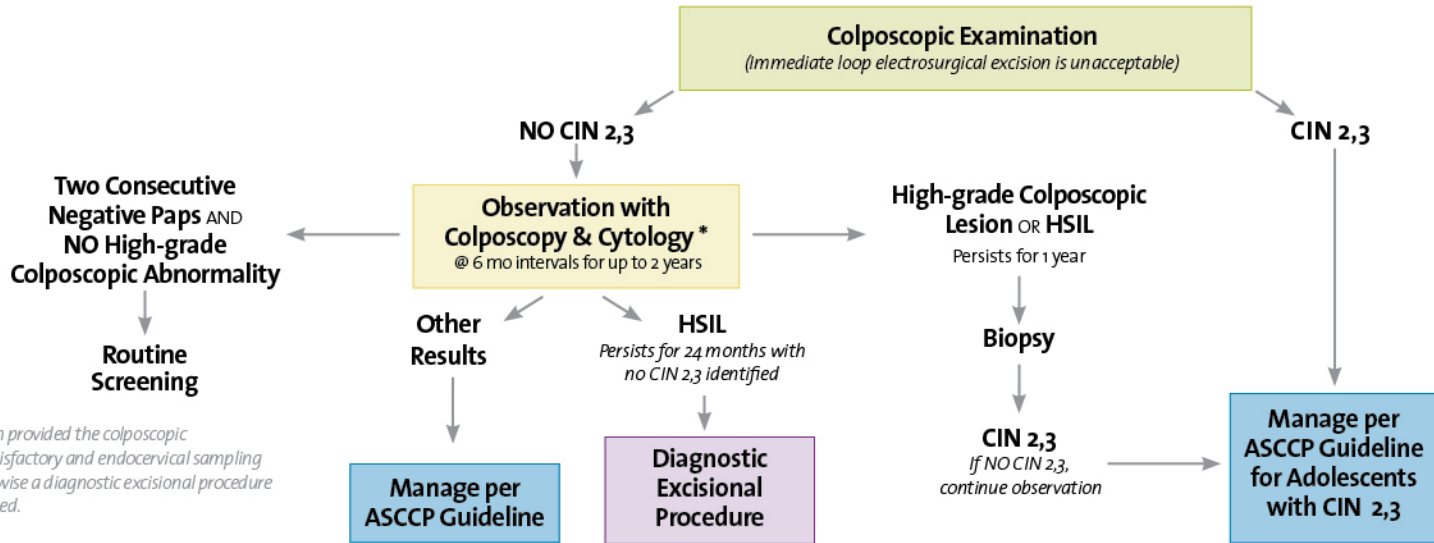 Colposcopic Examination
(Immediate loop electrosurgical excision is unacceptable)
NO CIN 2,3
CIN 2,3
Two Consecutive
Negative Paps AND
NO High-grade
Colposcopic Abnormality
Observation with
Colposcopy & Cytology *
@ 6 mo intervals for up to 2 years
High-grade Colposcopic
Lesion OR HSIL
Persists for 1 year
Routine
Screening
Other
Results
HSIL
Persists for 24 months with
no CIN 2,3 identified
Biopsy
CIN 2,3
If NO CIN 2,3,
continue observation
Manage per
ASCCP Guideline
Diagnostic
Excisional
Procedure
Manage per
ASCCP Guideline
for Adolescents
with CIN 2,3
provided the colposcopic
and endocervical sampling
a diagnostic excisional procedure